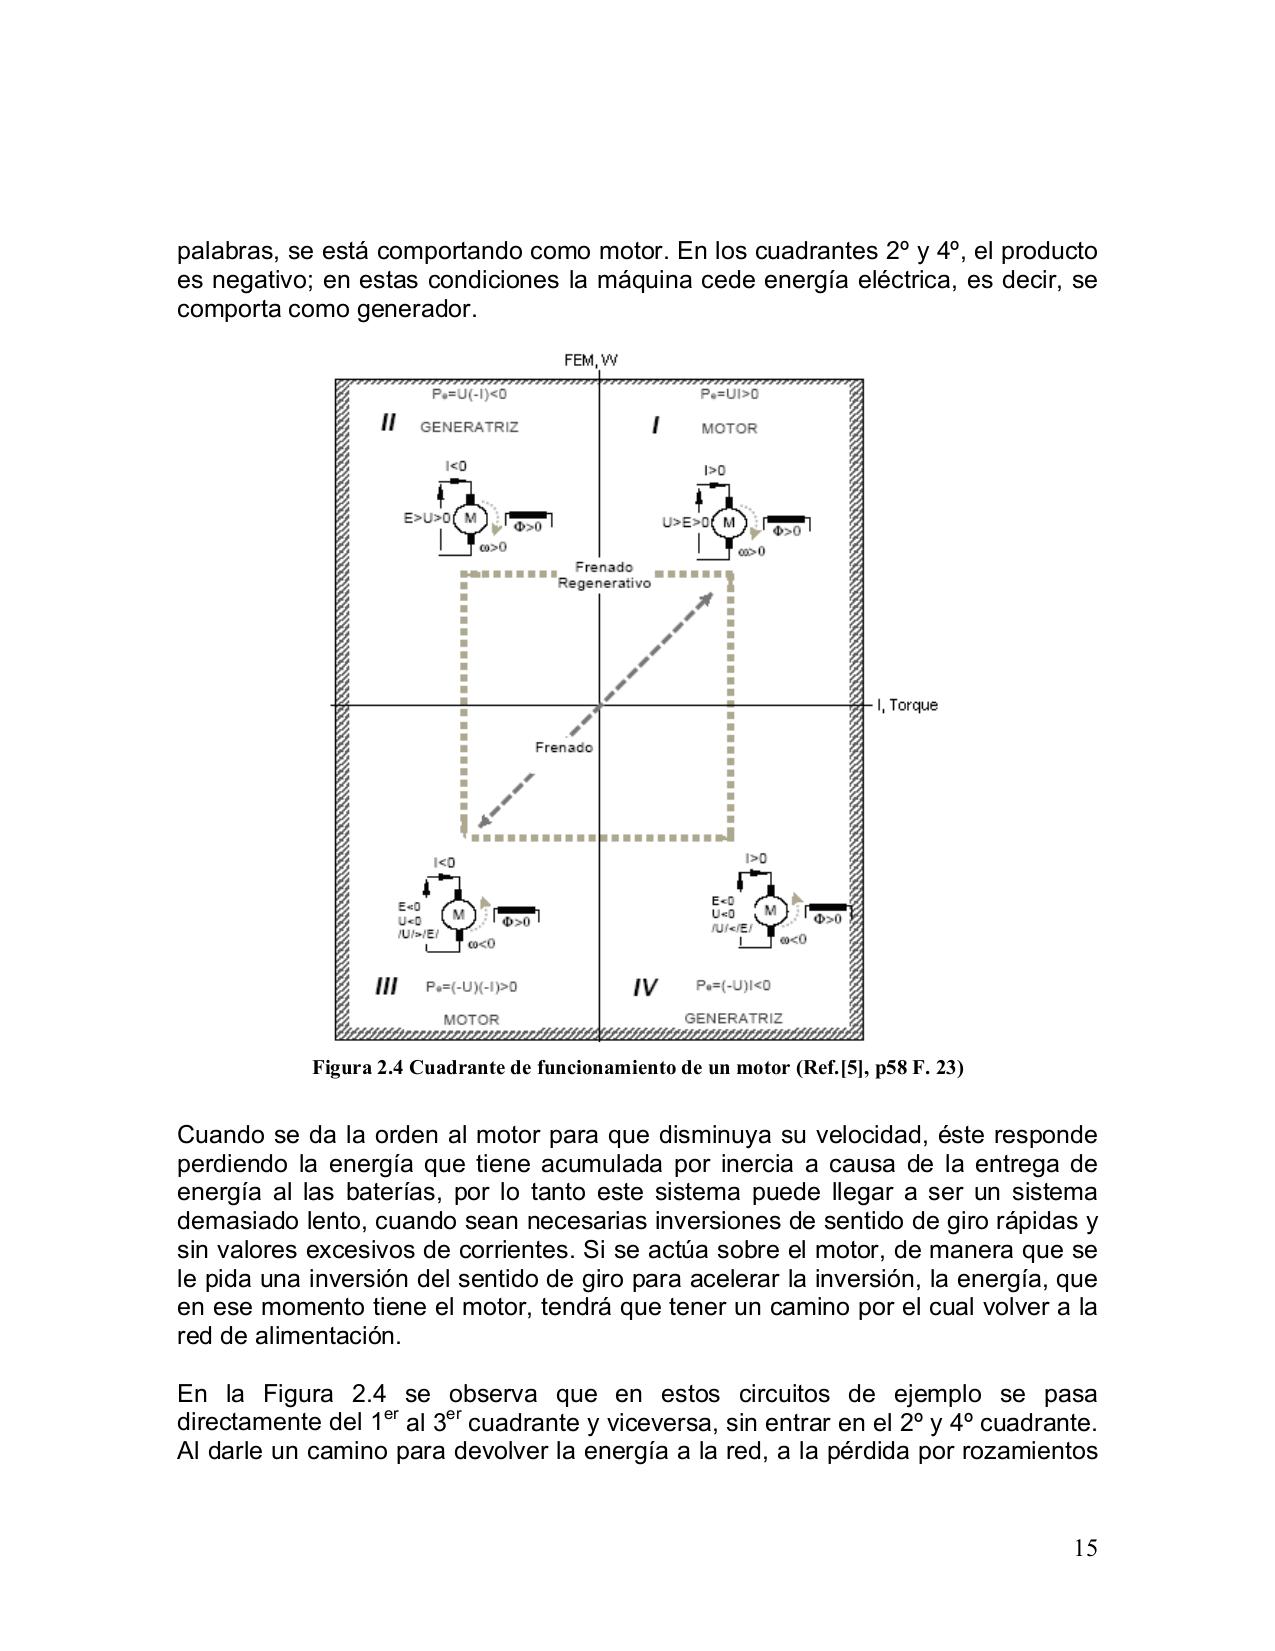 palabras, se está comportando como motor. En los cuadrantes 2º y 4º, el producto
es negativo; en estas condiciones la máquina cede energía eléctrica, es decir, se
comporta como generador.
FEM, W
Pe=U(-I)<0
II GENERATRIZ
I<0
E>U>0
M
Φ>0
ω>0
Pe=UI>0
I MOTOR
I>0
U>E>0
M
Φ>0
ω>0
Frenado
Regenerativo
I, Torque
Frenado
I<0
E<0
U<0
/U/>/E/
M
Φ>0
ω<0
III Pe=(-U)(-I)>0
MOTOR
I>0
E<0
U<0
/U/</E/
M
Φ>0
ω<0
IV Pe=(-U)I<0
GENERATRIZ
Figura 2.4 Cuadrante de funcionamiento de un motor (Ref.[5], p58 F. 23)
Cuando se da la orden al motor para que disminuya su velocidad, éste responde
perdiendo la energía que tiene acumulada por inercia a causa de la entrega de
energía al las baterías, por lo tanto este sistema puede llegar a ser un sistema
demasiado lento, cuando sean necesarias inversiones de sentido de giro rápidas y
sin valores excesivos de corrientes. Si se actúa sobre el motor, de manera que se
le pida una inversión del sentido de giro para acelerar la inversión, la energía, que
en ese momento tiene el motor, tendrá que tener un camino por el cual volver a la
red de alimentación.
En la Figura 2.4 se observa que en estos circuitos de ejemplo se pasa
directamente del 1er al 3er cuadrante y viceversa, sin entrar en el 2º y 4º cuadrante.
Al darle un camino para devolver la energía a la red, a la pérdida por rozamientos
15